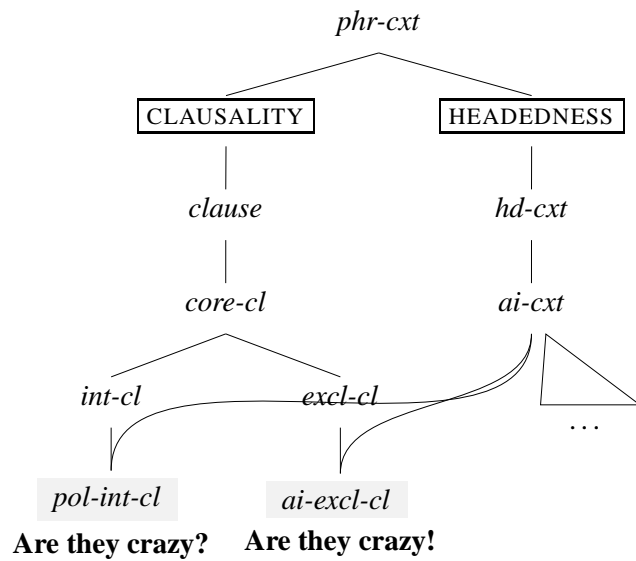 phr-cxt
CLAUSALITY HEADEDNESS
clause hd-cxt
core-cl ai-cxt
int-cl excl-cl
...
pol-int-cl ai-excl-cl
Are they crazy? Are they crazy!